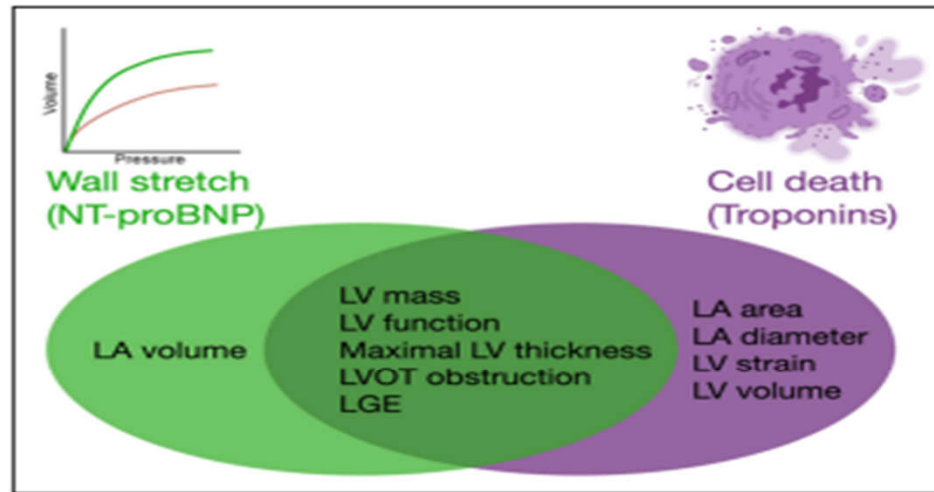 Volume
Pressure
Wall stretch
(NT-proBNP)
Cell death
(Troponins)
LA volume
LV mass
LV function
Maximal LV thickness
LVOT obstruction
LGE
LA area
LA diameter
LV strain
LV volume